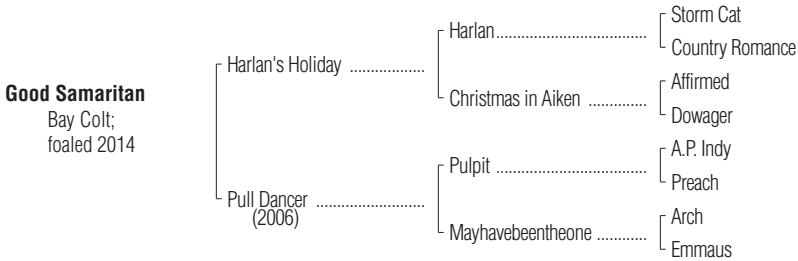 Good Samaritan
Bay Colt;
foaled 2014
Harlan's Holiday ..................
Pull Dancer ..........................
(2006)
Harlan....................................
Christmas in Aiken ..............
Pulpit ....................................
Mayhavebeentheone ............
Storm Cat
Country Romance
Affirmed
Dowager
A.P. Indy
Preach
Arch
Emmaus